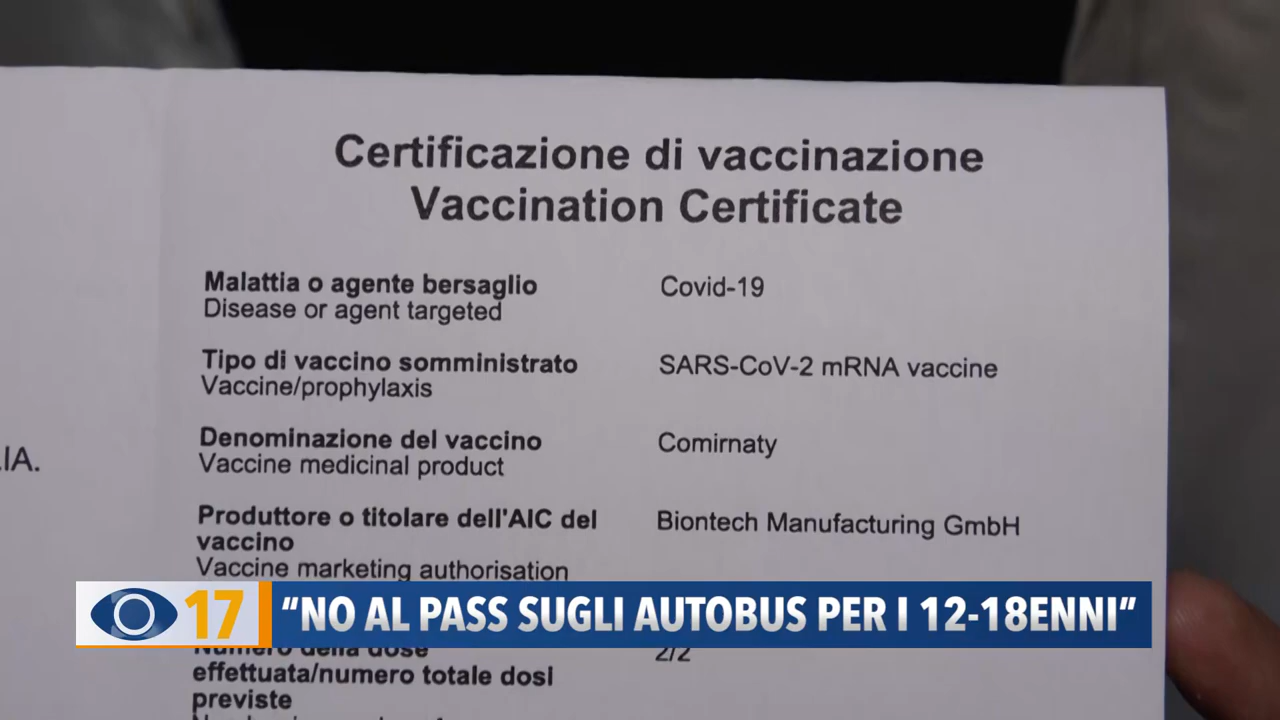 Certificazione di vaccinazione
Vaccination Certificate
Malattia o agente bersaglio
Disease or agent targeted
Covid-19
Tipo di vaccino somministrato
Vaccine/prophylaxis
SARS-CoV-2 mRNA vaccine
IA.
Denominazione del vaccino
Vaccine medicinal product
Comirnaty
Produttore o titolare dell'AIC del
vaccino
Vaccine marketing authorisation
Biontech Manufacturing GmbH
17
“NO AL PASS SUGLI AUTOBUS PER I 12-18ENNI”
Numero della dose
effettuata/numero totale dosi
previste
2/2